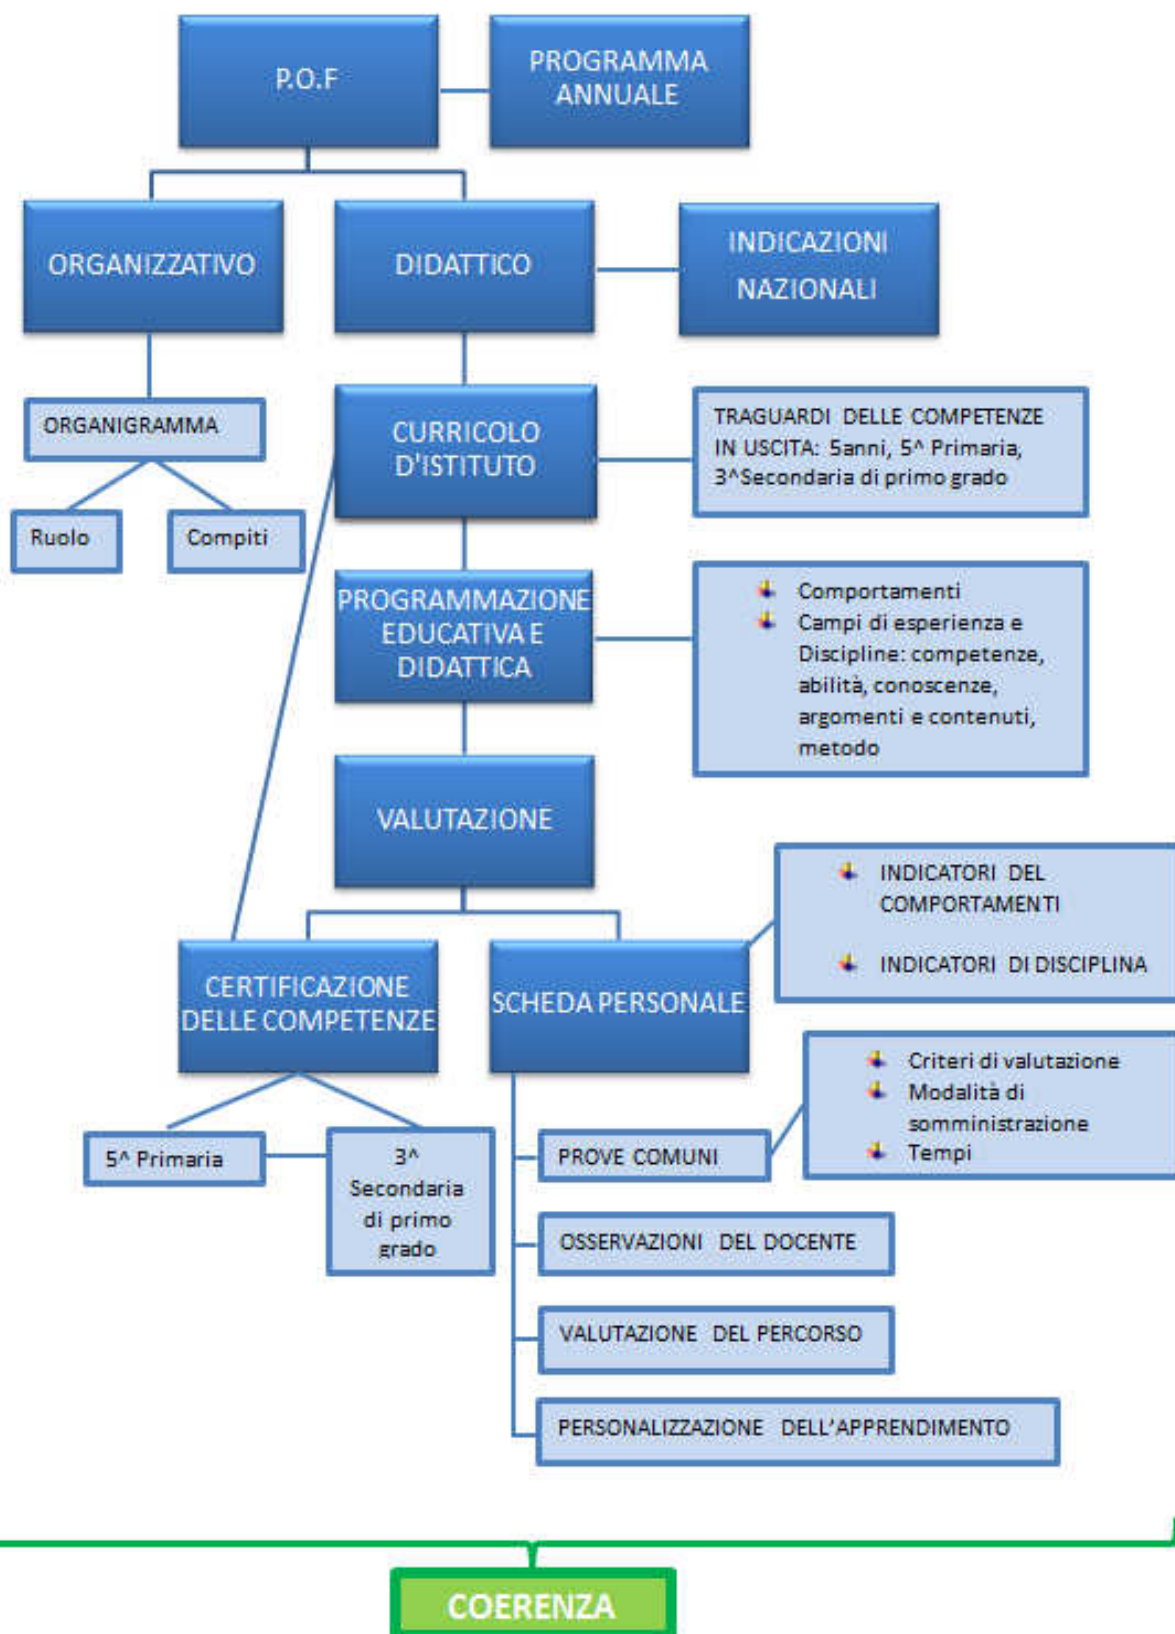 P.O.F
PROGRAMMA
ANNUALE
ORGANIZZATIVO
DIDATTICO
INDICAZIONI
NAZIONALI
ORGANIGRAMMA
Ruolo
Compiti
CURRICOLO
D'ISTITUTO
TRAGUARDI DELLE COMPETENZE
IN USCITA: 5anni, 5^ Primaria,
3^Secondaria di primo grado
PROGRAMMAZIONE
EDUCATIVA E
DIDATTICA
Comportamenti
Campi di esperienza e
Discipline: competenze,
abilità, conoscenze,
argomenti e contenuti,
metodo
VALUTAZIONE
CERTIFICAZIONE
DELLE COMPETENZE
SCHEDA PERSONALE
INDICATORI DEL
COMPORTAMENTI
INDICATORI DI DISCIPLINA
Criteri di valutazione
Modalità di
somministrazione
Tempi
5^ Primaria
3^
Secondaria
di primo
grado
PROVE COMUNI
OSSERVAZIONI DEL DOCENTE
VALUTAZIONE DEL PERCORSO
PERSONALIZZAZIONE DELL’APPRENDIMENTO
COERENZA